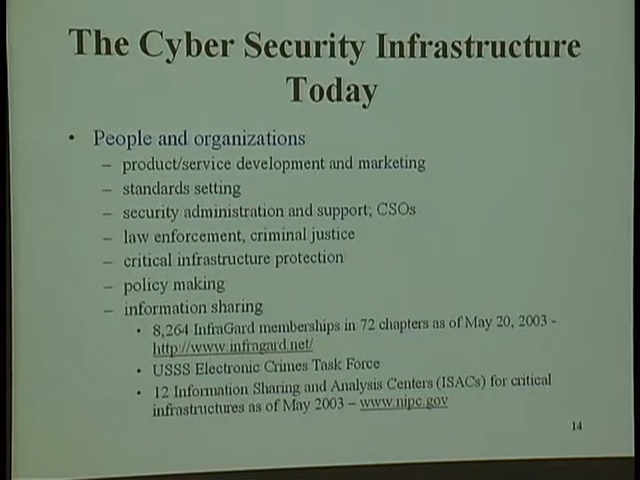 The Cyber Security Infrastructure
Today
• People and organizations
– product/service development and marketing
– standards setting
– security administration and support; CSOs
– law enforcement, criminal justice
– critical infrastructure protection
– policy making
– information sharing
• 8,264 InfraGard memberships in 72 chapters as of May 20, 2003 -
http://www.infragard.net/
• USSS Electronic Crimes Task Force
• 12 Information Sharing and Analysis Centers (ISACs) for critical
infrastructures as of May 2003 – www.nipc.gov
14